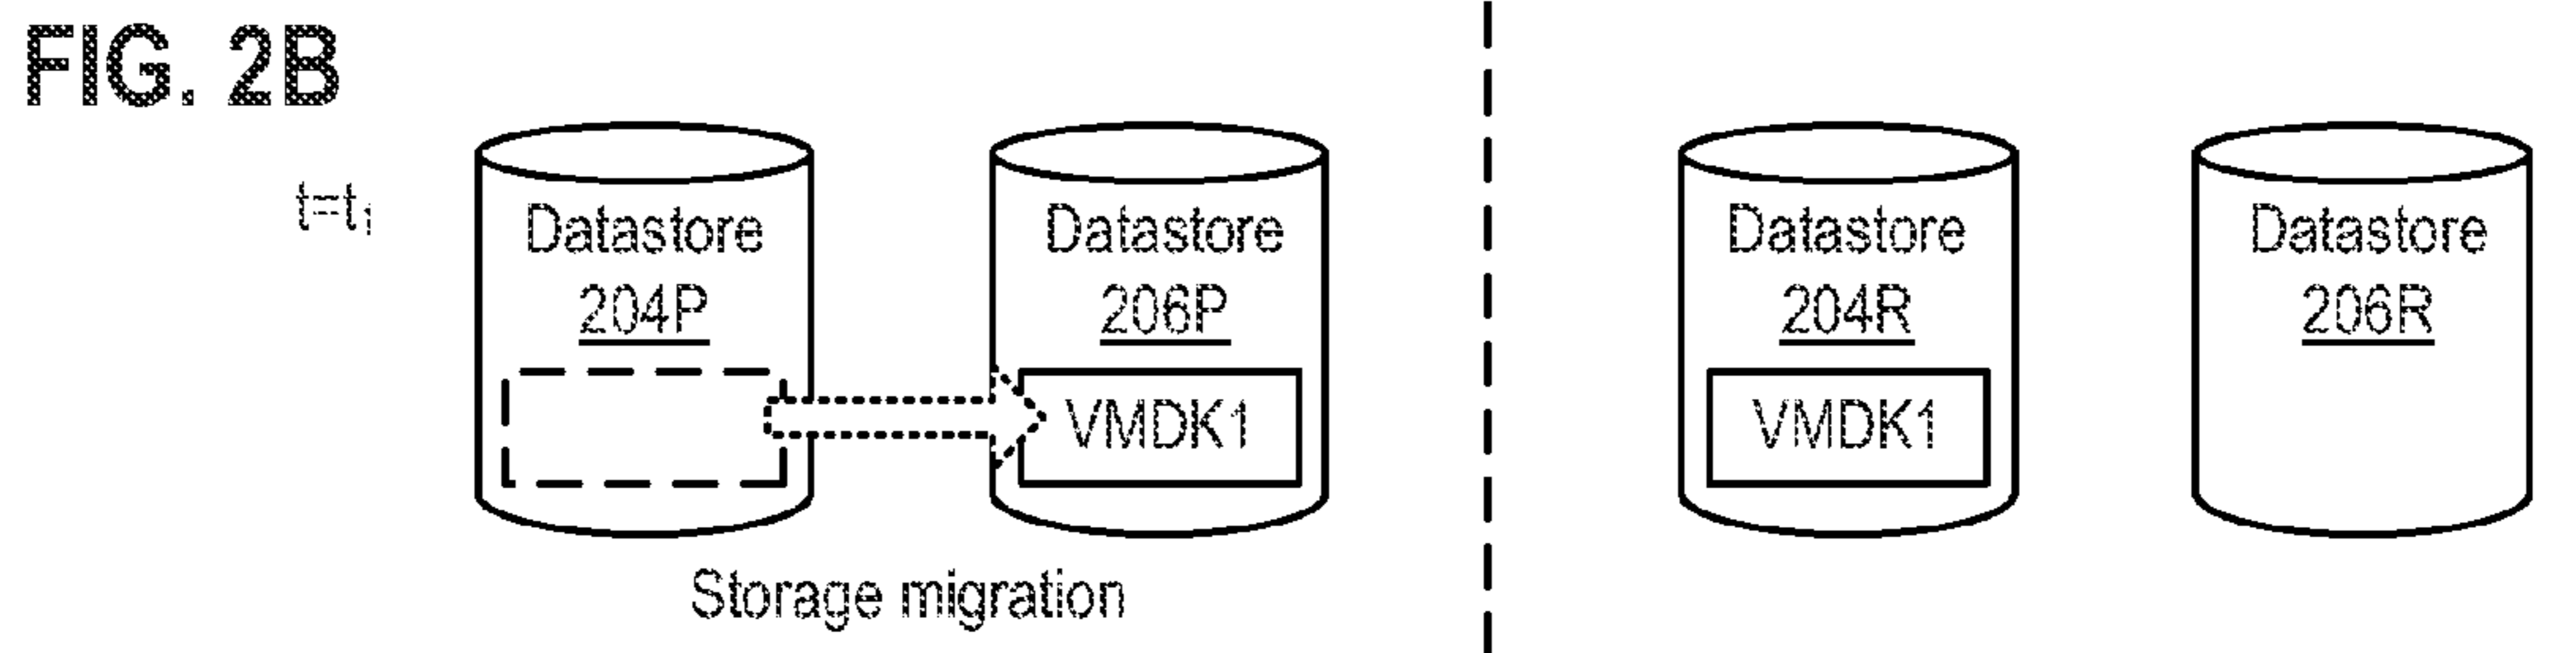 FIG. 2B
t=t₁
Datastore
204P
Datastore
206P
VMDK1
Storage migration
Datastore
204R
VMDK1
Datastore
206R